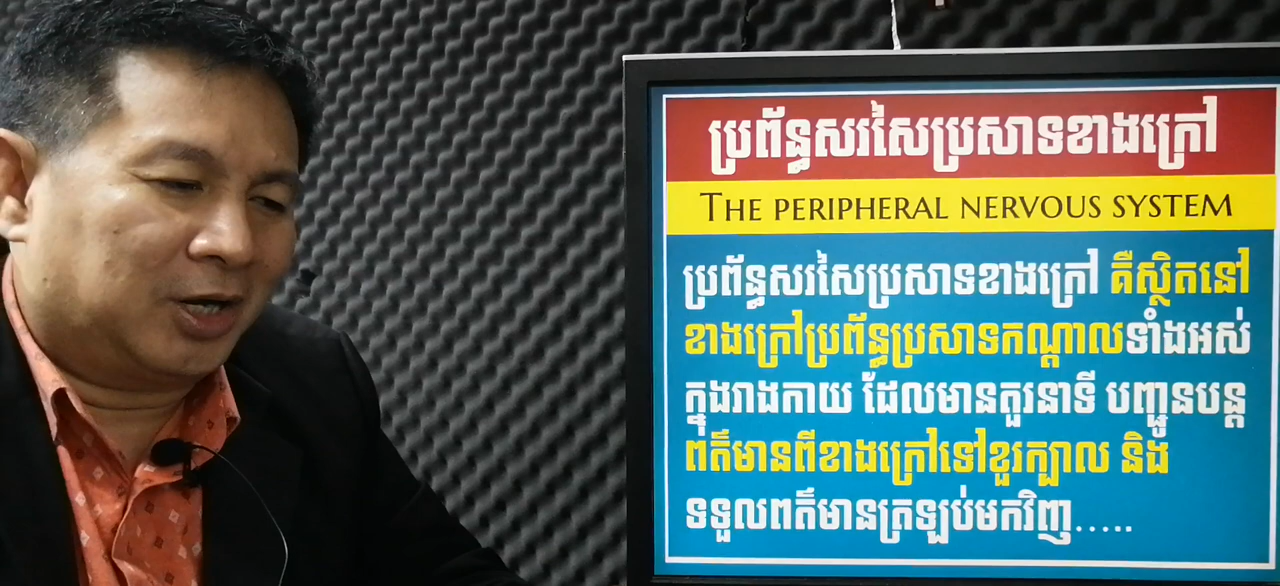 ប្រព័ន្ធសរសៃប្រសាទខាងក្រៅ
THE PERIPHERAL NERVOUS SYSTEM
ប្រព័ន្ធសរសៃប្រសាទខាងក្រៅ គឺស្ថិតនៅ
ខាងក្រៅប្រព័ន្ធប្រសាទកណ្ដាលទាំងអស់
ក្នុងរាងកាយ ដែលមានតួរនាទី បញ្ជូនបន្ត
ព័ត៌មានពីខាងក្រៅទៅខួរក្បាល និង
ទទួលពត៌មានត្រឡប់មកវិញ.....